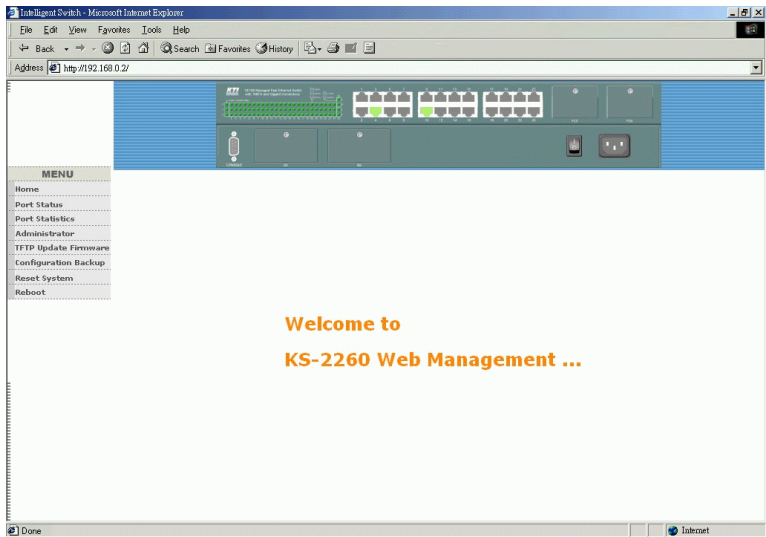 Intelligent Switch - Microsoft Internet Explorer
File Edit View Favorites Tools Help
Back Search Favorites History
Address http://192.168.0.2/
KTI
CONSOLE
MENU
Home
Port Status
Port Statistics
Administrator
TFTP Update Firmware
Configuration Backup
Reset System
Reboot
Welcome to
KS-2260 Web Management ...
Done
Internet